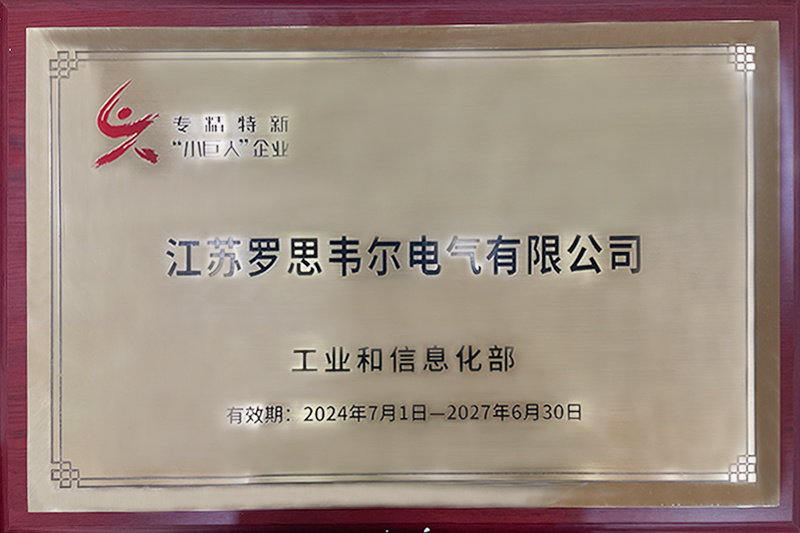 专精特新
“小巨人”企业
江苏罗思韦尔电气有限公司
工业和信息化部
有效期：2024年7月1日—2027年6月30日